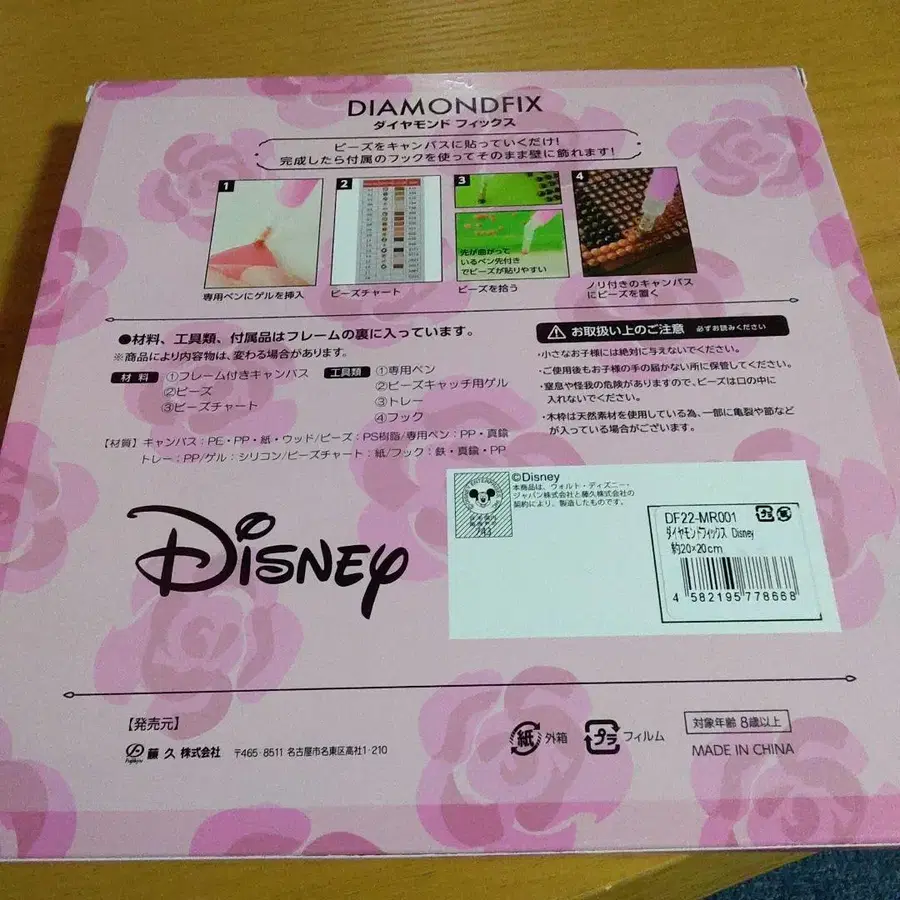 DIAMONDFIX
ダイヤモンド フィックス
ビーズをキャンバスに貼っていくだけ!
完成したら付属のフックを使ってそのまま壁に飾れます!
1
専用ペンにゲルを挿入
2
ビーズチャート
3
先が曲がって
いるペン先付き
でビーズが貼りやすい
ビーズを拾う
4
ノリ付きのキャンバス
にビーズを置く
●材料、工具類、付属品はフレームの裏に入っています。
※商品により内容物は、変わる場合があります。
材料 ①フレーム付きキャンバス
②ビーズ
③ビーズチャート
工具類 ①専用ペン
②ビーズキャッチ用ゲル
③トレー
④フック
【材質】キャンバス:PE・PP・紙・ウッド/ビーズ:PS樹脂/専用ペン:PP・真鍮
トレー:PP/ゲル:シリコン/ビーズチャート:紙/フック:鉄・真鍮・PP
お取扱い上のご注意 必ずお読みください
・小さなお子様には絶対に与えないでください。
・ご使用後もお子様の手の届かない所に保管してください。
・窒息や怪我の危険がありますので、ビーズは口の中に
入れないでください。
・木枠は天然素材を使用している為、一部に亀裂や節など
が入っている場合がございます。
Disney
©Disney
本商品は、ウォルト・ディズニー・
ジャパン株式会社と藤久株式会社の
契約により、製造したものです。
DF22-MR001
ダイヤモンドフィックス Disney
約20×20cm
4 582195 778668
【発売元】
Fujikyu 藤久 株式会社 〒465-8511 名古屋市名東区高社1-210
紙 外箱
プラ フィルム
対象年齢 8歳以上
MADE IN CHINA